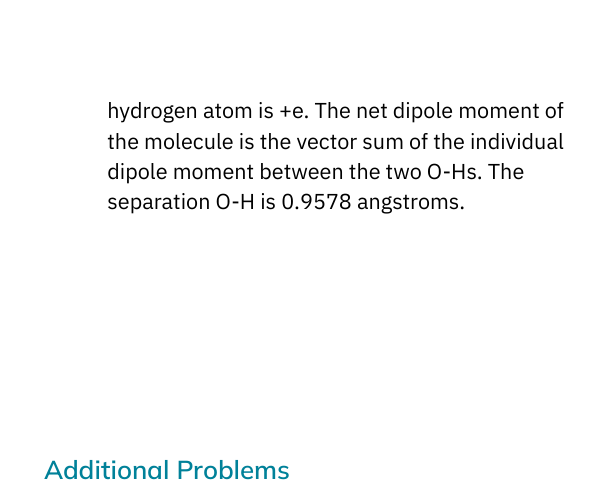 hydrogen atom is +e. The net dipole moment of
the molecule is the vector sum of the individual
dipole moment between the two O-Hs. The
separation O-H is 0.9578 angstroms.
Additional Problems